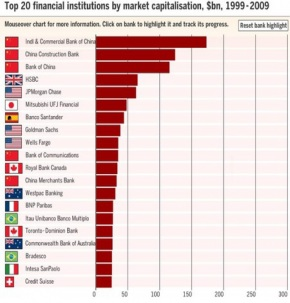 Top 20 financial institutions by market capitalisation, $bn, 1999-2009
Mouseover chart for more information. Click on bank to highlight it and track its progress.
Reset bank highlight
Indl & Commercial Bank of China
China Construction Bank
Bank of China
HSBC
JPMorgan Chase
Mitsubishi UFJ Financial
Banco Santander
Goldman Sachs
Wells Fargo
Bank of Communications
Royal Bank Canada
China Merchants Bank
Westpac Banking
BNP Paribas
Itau Unibanco Banco Multiplo
Toronto-Dominion Bank
Commonwealth Bank of Australia
Bradesco
Intesa SanPaolo
Credit Suisse
0 50 100 150 200 250 300